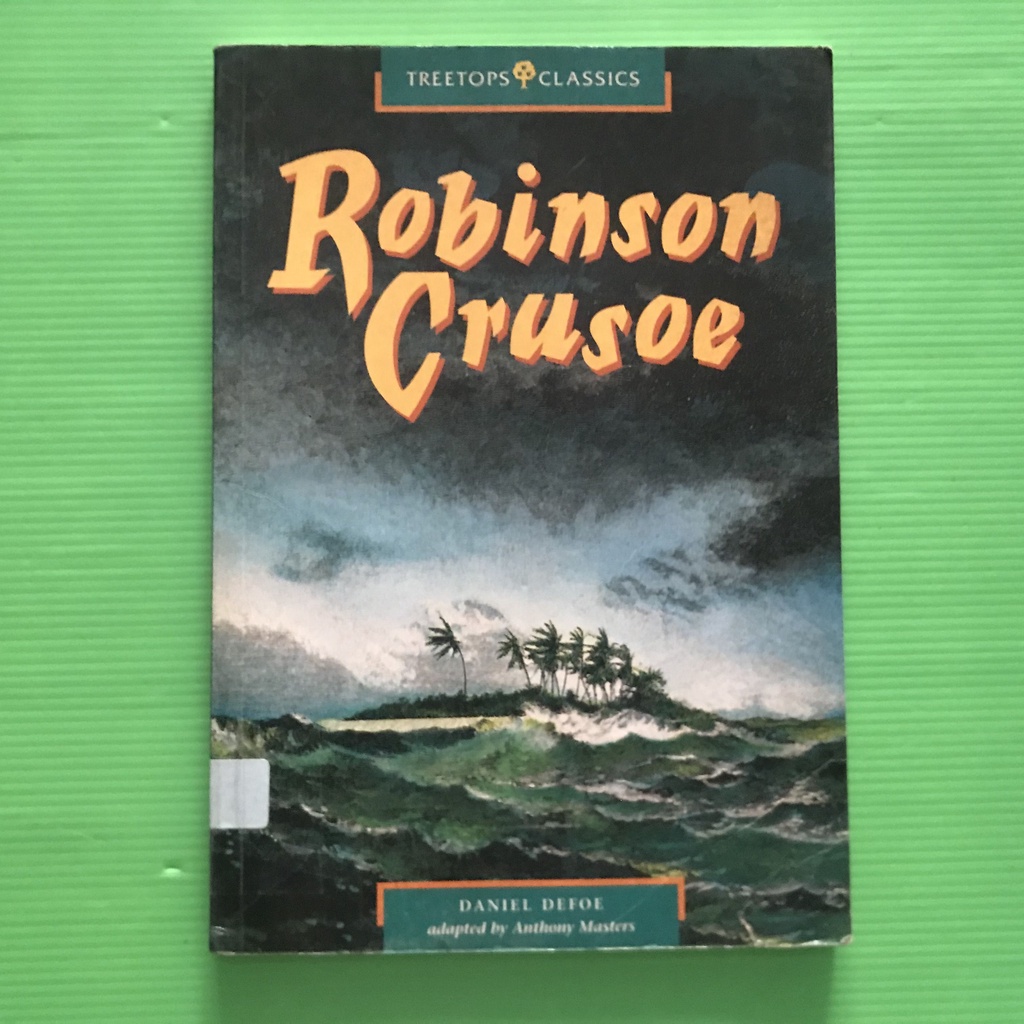 TREETOPS CLASSICS
Robinson
Crusoe
DANIEL DEFOE
adapted by Anthony Masters